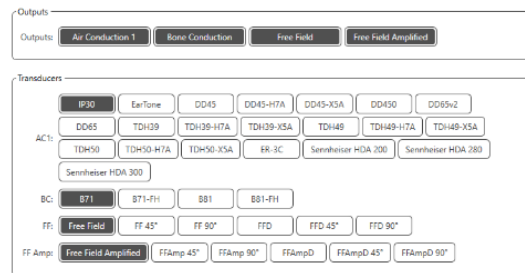 Outputs
Outputs: Air Conduction 1 Bone Conduction Free Field Free Field Amplified
Transducers
IP30 EarTone DD45 DD45-H7A DD45-X5A DD450 DD65v2
DD65 TDH39 TDH39-H7A TDH39-X5A TDH49 TDH49-H7A TDH49-X5A
AC1:
TDH50 TDH50-H7A TDH50-X5A ER-3C Sennheiser HDA 200 Sennheiser HDA 280
Sennheiser HDA 300
BC: B71 B71-FH B81 B81-FH
FF: Free Field FF 45° FF 90° FFD FFD 45° FFD 90°
FF Amp: Free Field Amplified FFAmp 45° FFAmp 90° FFAmpD FFAmpD 45° FFAmpD 90°